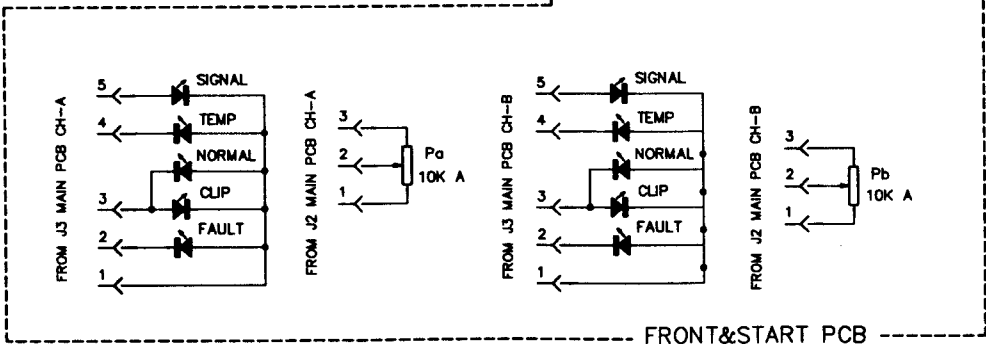 FROM J3 MAIN PCB CH-A
5
SIGNAL
4
TEMP
NORMAL
3
CLIP
2
FAULT
1
FROM J2 MAIN PCB CH-A
3
2
1
Pa
10K A
FROM J3 MAIN PCB CH-B
5
SIGNAL
4
TEMP
NORMAL
3
CLIP
2
FAULT
1
FROM J2 MAIN PCB CH-B
3
2
1
Pb
10K A
FRONT&START PCB